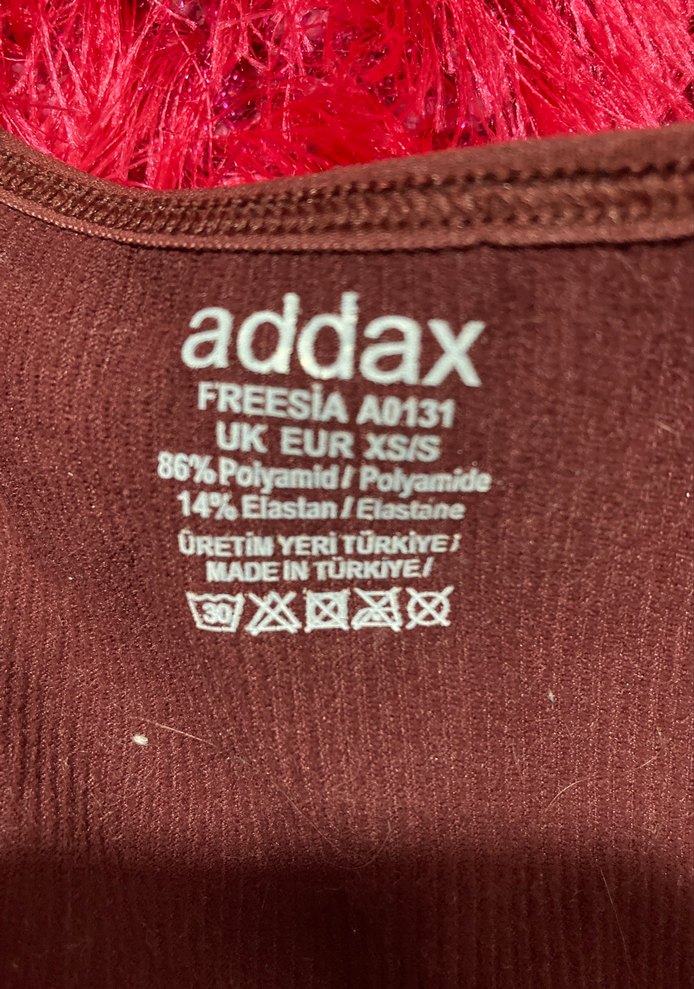 addax
FREESİA A0131
UK EUR XS/S
86% Polyamid / Polyamide
14% Elastan / Elastane
ÜRETİM YERİ TÜRKİYE /
MADE IN TÜRKİYE /
30